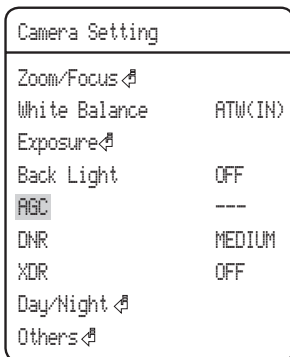 Camera Setting
Zoom/Focus⏎
White Balance ATW(IN)
Exposure⏎
Back Light OFF
AGC ---
DNR MEDIUM
XDR OFF
Day/Night ⏎
Others⏎